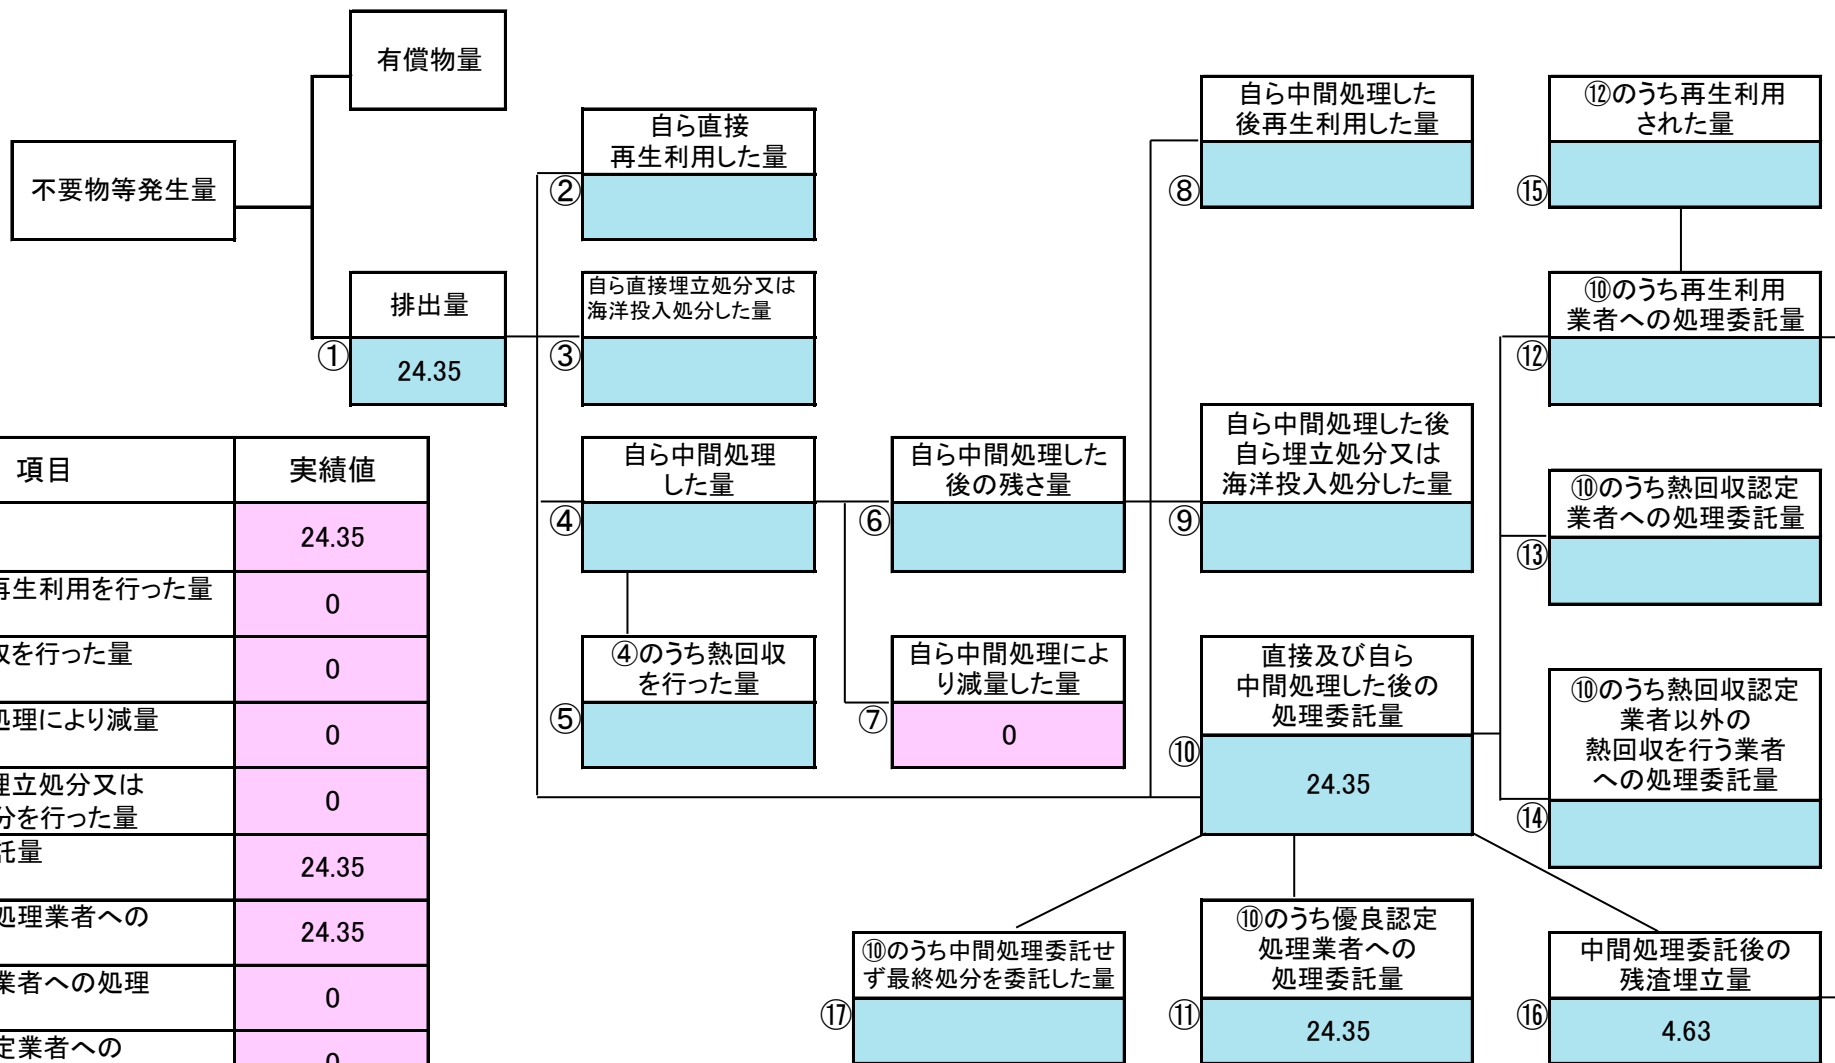 有償物量
不要物等発生量
排出量
①
24.35
自ら直接
再生利用した量
②
自ら直接埋立処分又は
海洋投入処分した量
③
自ら中間処理
した量
④
④のうち熱回収
を行った量
⑤
自ら中間処理した
後の残さ量
⑥
自ら中間処理によ
り減量した量
⑦
0
自ら中間処理した
後再生利用した量
⑧
自ら中間処理した後
自ら埋立処分又は
海洋投入処分した量
⑨
直接及び自ら
中間処理した後の
処理委託量
⑩
24.35
⑫のうち再生利用
された量
⑮
⑩のうち再生利用
業者への処理委託量
⑫
⑩のうち熱回収認定
業者への処理委託量
⑬
⑩のうち熱回収認定
業者以外の
熱回収を行う業者
への処理委託量
⑭
⑩のうち中間処理委託せ
ず最終処分を委託した量
⑰
⑩のうち優良認定
処理業者への
処理委託量
⑪
24.35
中間処理委託後の
残渣埋立量
⑯
4.63
項目 実績値
24.35
再生利用を行った量
0
を行った量
0
処理により減量
0
埋立処分又は
分を行った量
0
託量
24.35
処理業者への
24.35
業者への処理
0
定業者への
0